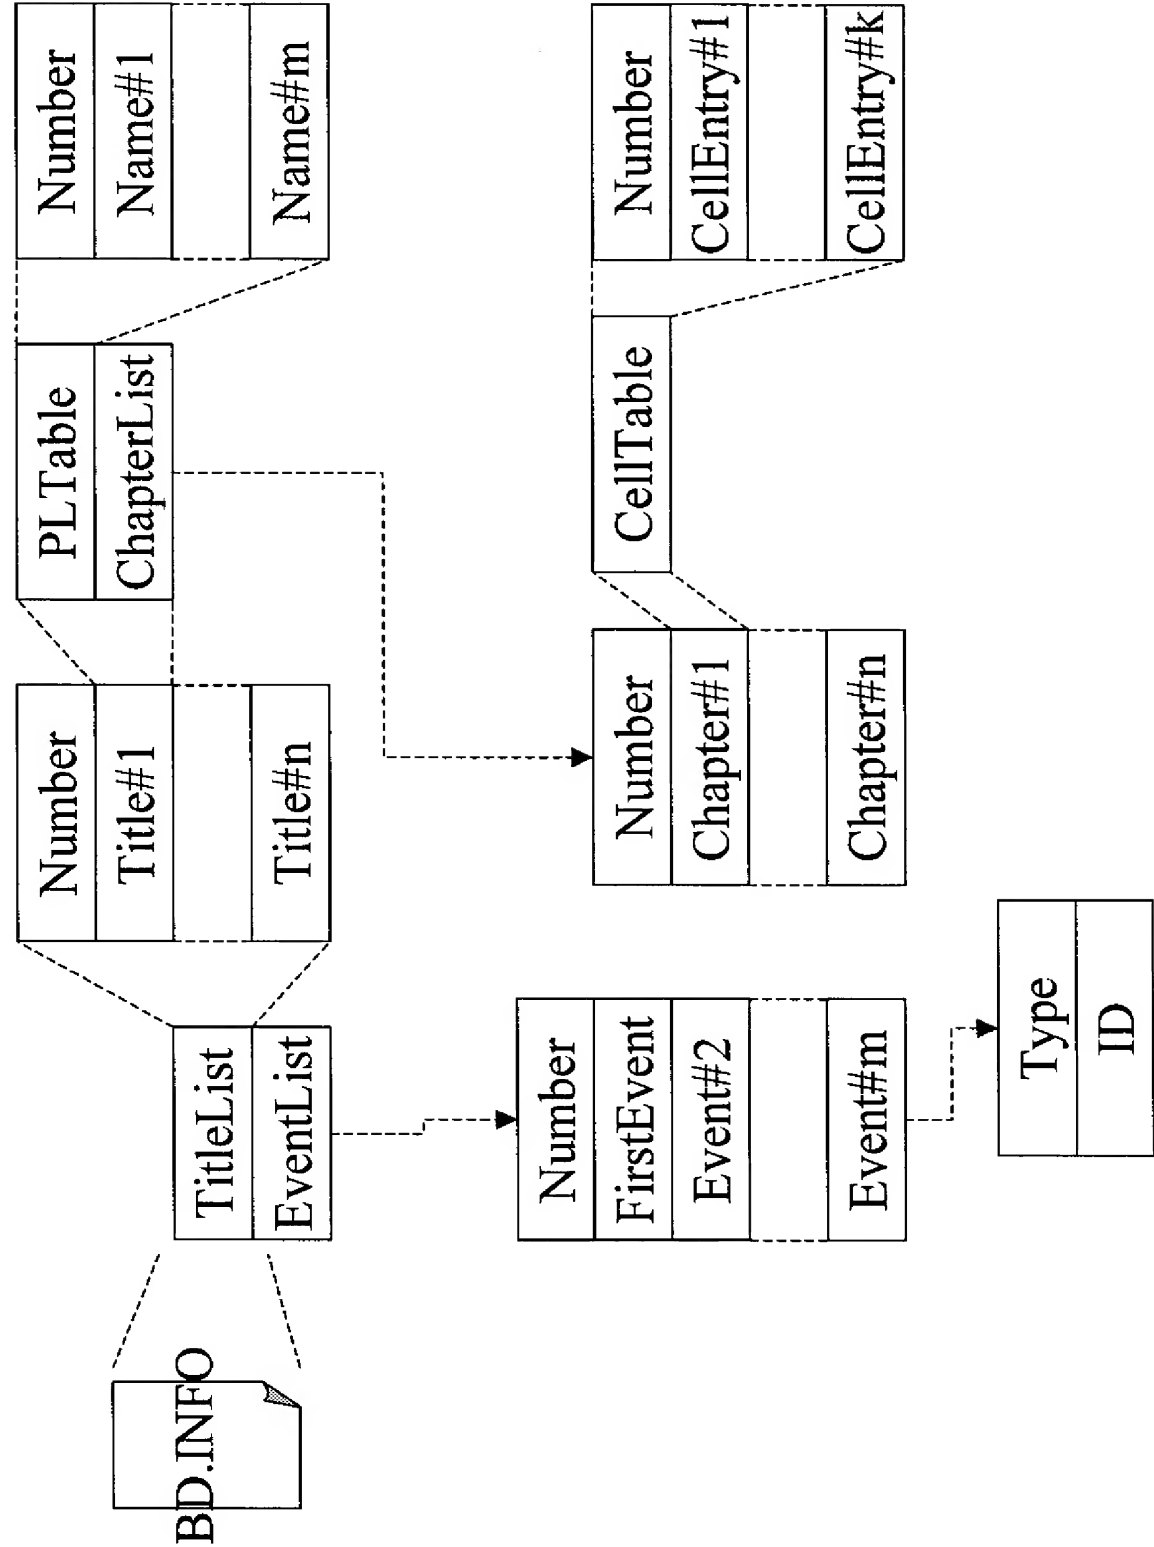 BD.INFO
TitleList
EventList
Number
Title#1
Title#n
PLTable
ChapterList
Number
Name#1
Name#m
Number
FirstEvent
Event#2
Event#m
Type
ID
Number
Chapter#1
Chapter#n
CellTable
Number
CellEntry#1
CellEntry#k